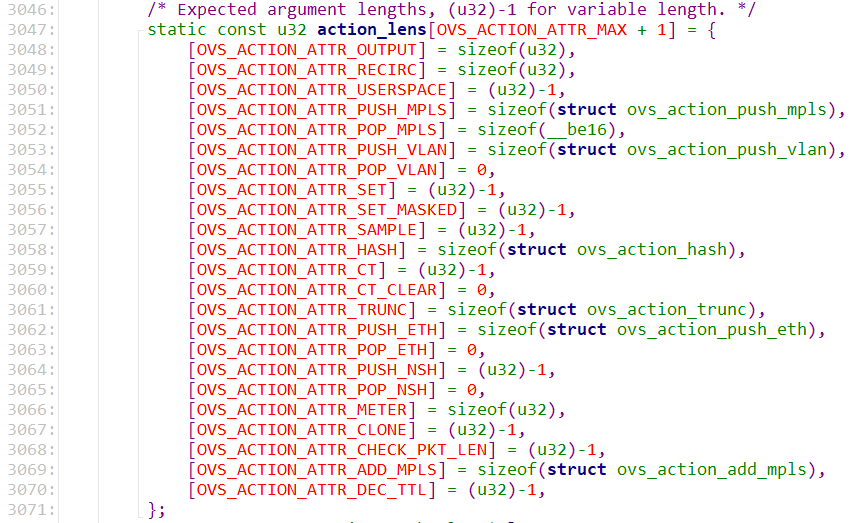 3046: /* Expected argument lengths, (u32)-1 for variable length. */
3047: static const u32 action_lens[OVS_ACTION_ATTR_MAX + 1] = {
3048: [OVS_ACTION_ATTR_OUTPUT] = sizeof(u32),
3049: [OVS_ACTION_ATTR_RECIRC] = sizeof(u32),
3050: [OVS_ACTION_ATTR_USERSPACE] = (u32)-1,
3051: [OVS_ACTION_ATTR_PUSH_MPLS] = sizeof(struct ovs_action_push_mpls),
3052: [OVS_ACTION_ATTR_POP_MPLS] = sizeof(__be16),
3053: [OVS_ACTION_ATTR_PUSH_VLAN] = sizeof(struct ovs_action_push_vlan),
3054: [OVS_ACTION_ATTR_POP_VLAN] = 0,
3055: [OVS_ACTION_ATTR_SET] = (u32)-1,
3056: [OVS_ACTION_ATTR_SET_MASKED] = (u32)-1,
3057: [OVS_ACTION_ATTR_SAMPLE] = (u32)-1,
3058: [OVS_ACTION_ATTR_HASH] = sizeof(struct ovs_action_hash),
3059: [OVS_ACTION_ATTR_CT] = (u32)-1,
3060: [OVS_ACTION_ATTR_CT_CLEAR] = 0,
3061: [OVS_ACTION_ATTR_TRUNC] = sizeof(struct ovs_action_trunc),
3062: [OVS_ACTION_ATTR_PUSH_ETH] = sizeof(struct ovs_action_push_eth),
3063: [OVS_ACTION_ATTR_POP_ETH] = 0,
3064: [OVS_ACTION_ATTR_PUSH_NSH] = (u32)-1,
3065: [OVS_ACTION_ATTR_POP_NSH] = 0,
3066: [OVS_ACTION_ATTR_METER] = sizeof(u32),
3067: [OVS_ACTION_ATTR_CLONE] = (u32)-1,
3068: [OVS_ACTION_ATTR_CHECK_PKT_LEN] = (u32)-1,
3069: [OVS_ACTION_ATTR_ADD_MPLS] = sizeof(struct ovs_action_add_mpls),
3070: [OVS_ACTION_ATTR_DEC_TTL] = (u32)-1,
3071: };